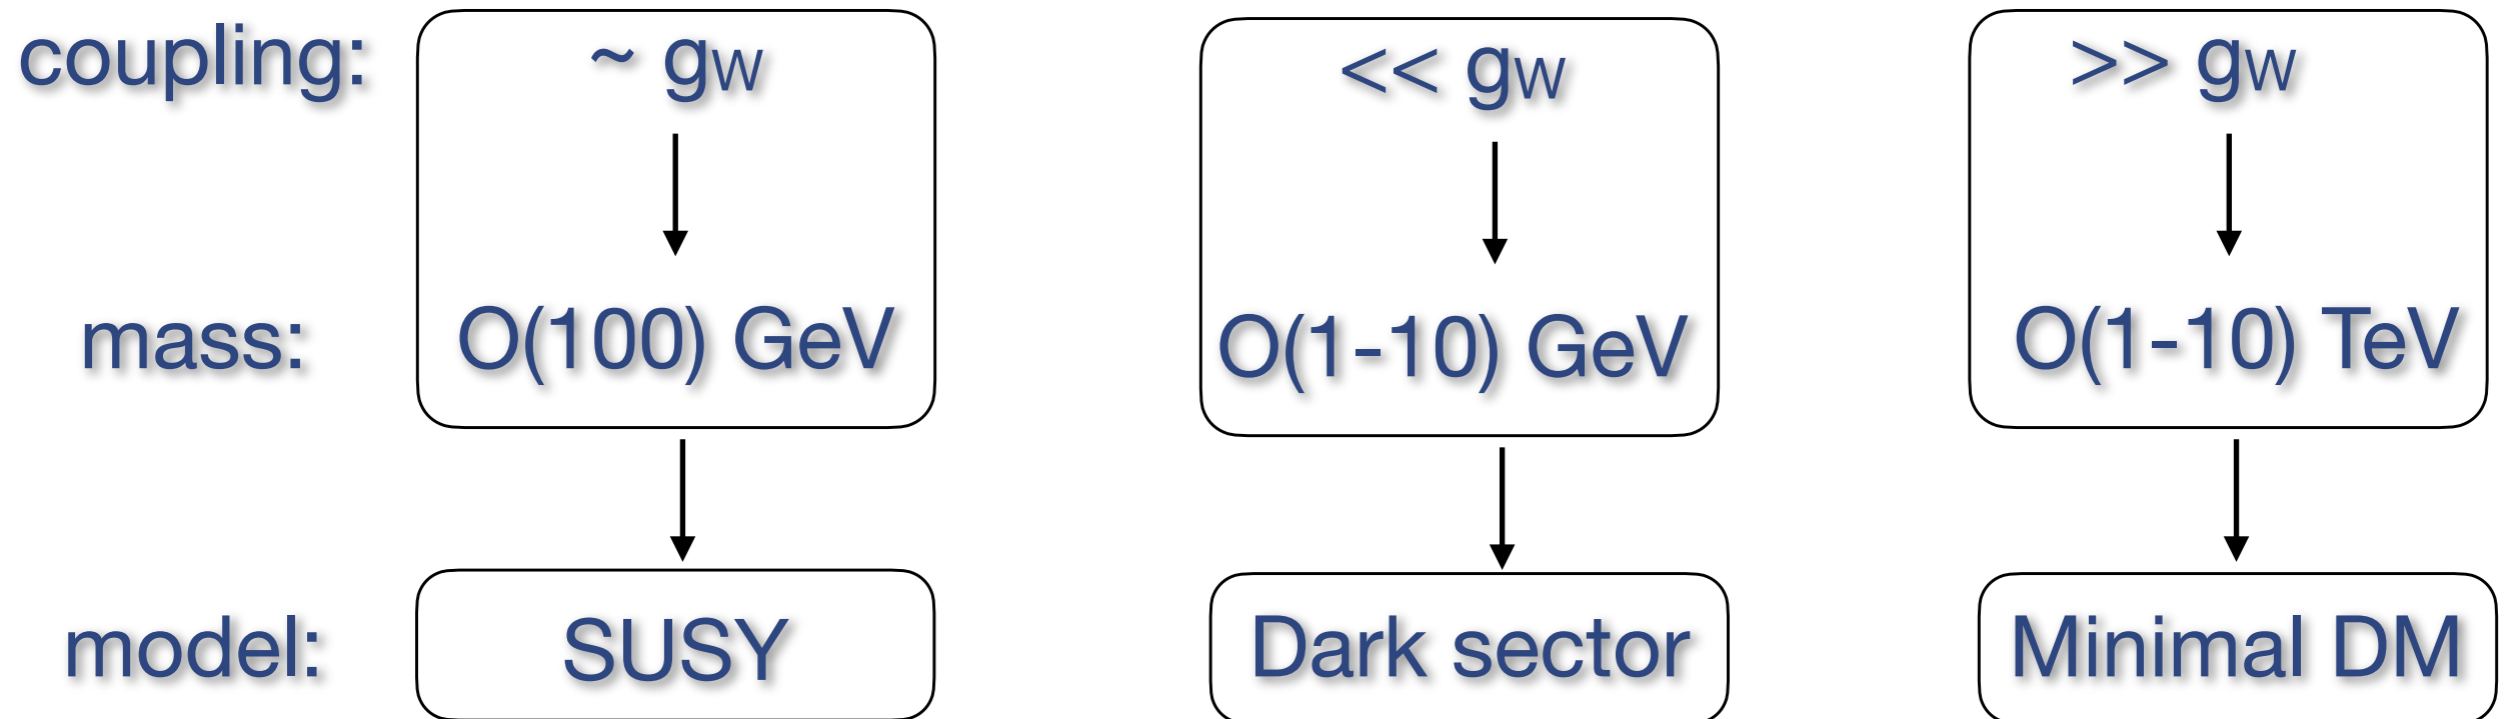 coupling: ~ gw << gw >> gw
mass: O(100) GeV O(1-10) GeV O(1-10) TeV
model: SUSY Dark sector Minimal DM